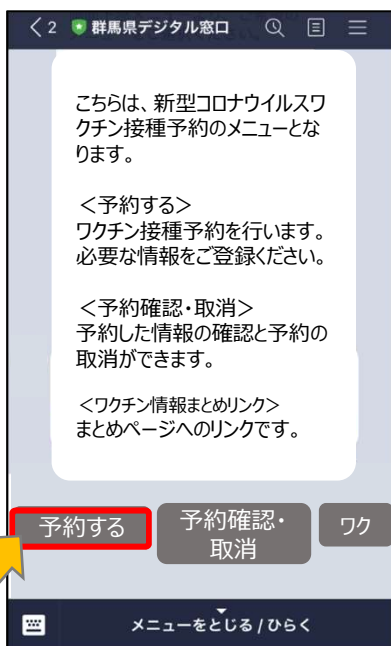 2 群馬県デジタル窓口
こちらは、新型コロナウイルスワ
クチン接種予約のメニューとな
ります。
<予約する>
ワクチン接種予約を行います。
必要な情報をご登録ください。
<予約確認・取消>
予約した情報の確認と予約の
取消ができます。
<ワクチン情報まとめリンク>
まとめページへのリンクです。
予約する
予約確認・
取消
ワク
メニューをとじる/ひらく